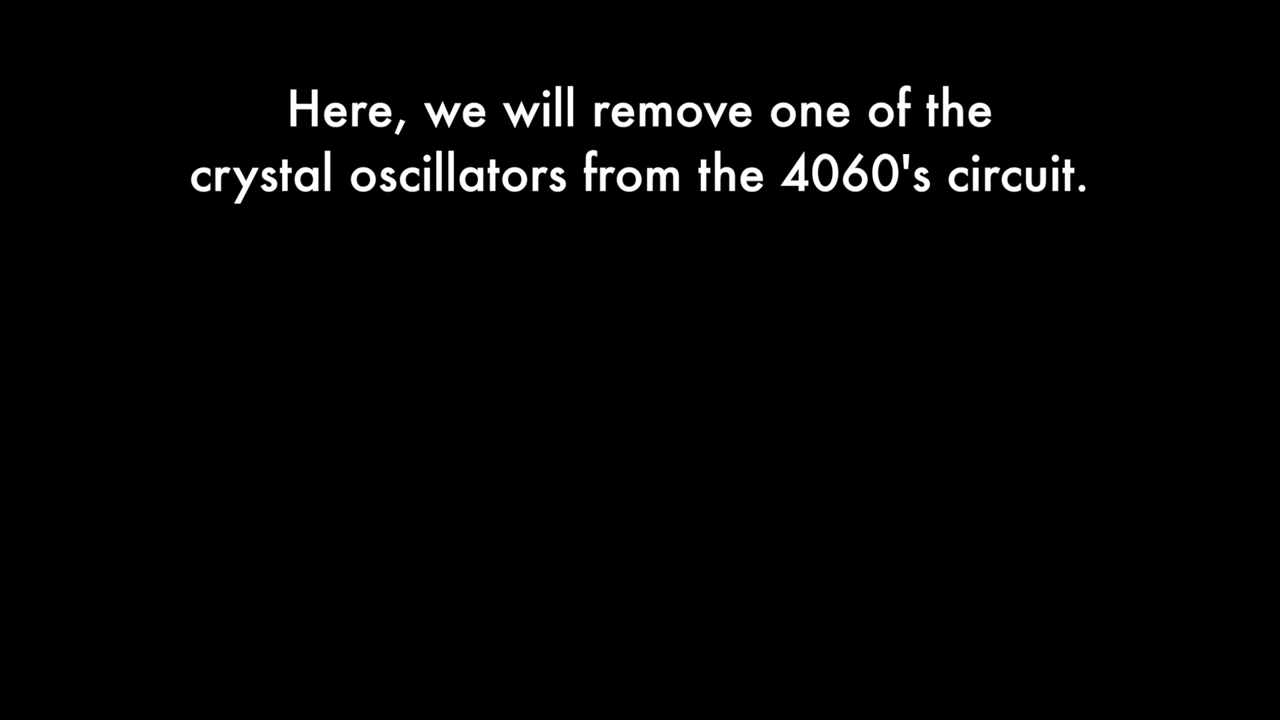 Here, we will remove one of the
crystal oscillators from the 4060's circuit.